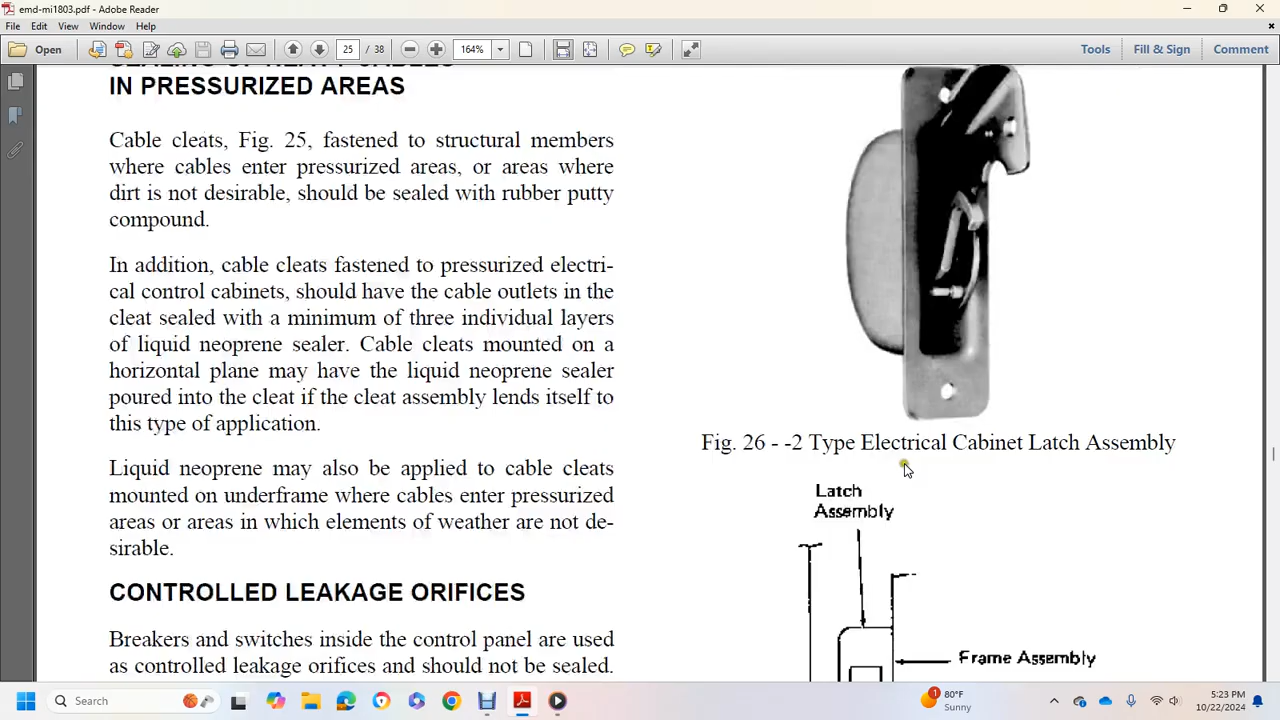 emd-mi1803.pdf - Adobe Reader
File Edit View Window Help
Open 25 / 38 164% Tools Fill & Sign Comment
IN PRESSURIZED AREAS
Cable cleats, Fig. 25, fastened to structural members
where cables enter pressurized areas, or areas where
dirt is not desirable, should be sealed with rubber putty
compound.
In addition, cable cleats fastened to pressurized electri-
cal control cabinets, should have the cable outlets in the
cleat sealed with a minimum of three individual layers
of liquid neoprene sealer. Cable cleats mounted on a
horizontal plane may have the liquid neoprene sealer
poured into the cleat if the cleat assembly lends itself to
this type of application.
Liquid neoprene may also be applied to cable cleats
mounted on underframe where cables enter pressurized
areas or areas in which elements of weather are not de-
sirable.
CONTROLLED LEAKAGE ORIFICES
Breakers and switches inside the control panel are used
as controlled leakage orifices and should not be sealed.
Fig. 26 - -2 Type Electrical Cabinet Latch Assembly
Latch
Assembly
Frame Assembly
Search
1
80°F
Sunny
5:23 PM
10/22/2024